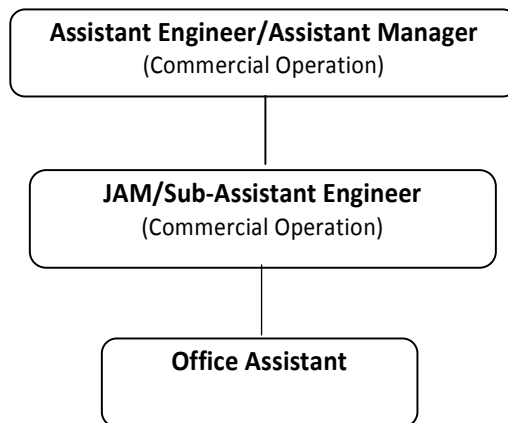 Assistant Engineer/Assistant Manager
(Commercial Operation)
JAM/Sub-Assistant Engineer
(Commercial Operation)
Office Assistant